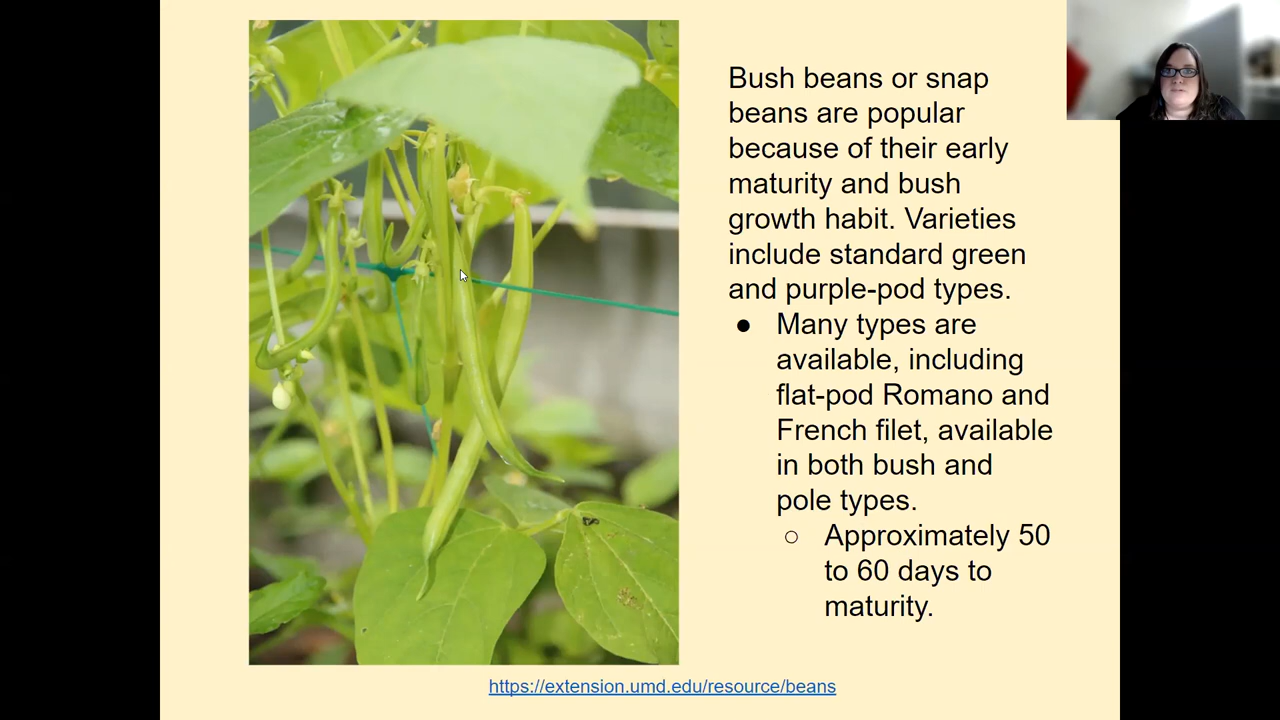 Bush beans or snap
beans are popular
because of their early
maturity and bush
growth habit. Varieties
include standard green
and purple-pod types.
● Many types are
available, including
flat-pod Romano and
French filet, available
in both bush and
pole types.
○ Approximately 50
to 60 days to
maturity.
https://extension.umd.edu/resource/beans